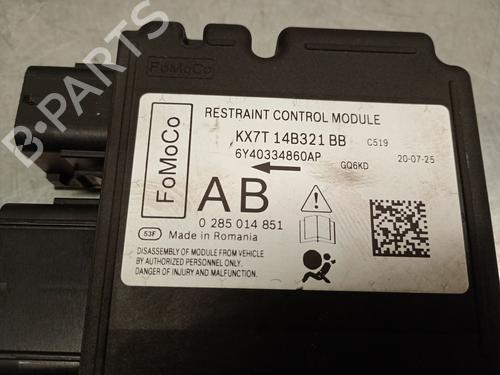 B-PARTS
FoMoCo
RESTRAINT CONTROL MODULE
KX7T 14B321 BB C519
6Y40334860AP GQ6KD 20-07-25
FoMoCo
AB
0 285 014 851
53F Made in Romania
DISASSEMBLY OF MODULE FROM VEHICLE
BY AUTHORIZED PERSONNEL ONLY.
DANGER OF INJURY AND MALFUNCTION.